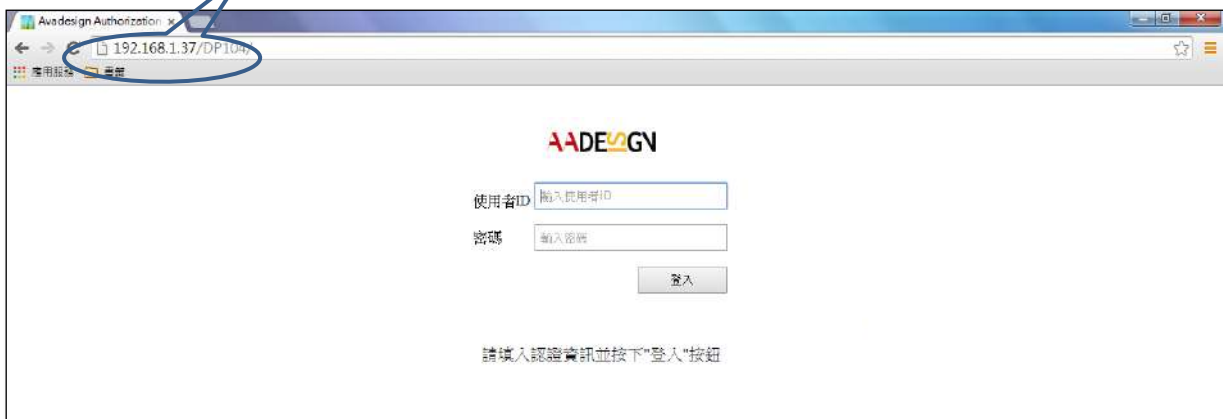 Avadesign Authorization
192.168.1.37/DP104/
應用服務 書籤
AADESIGN
使用者ID 輸入使用者ID
密碼 輸入密碼
登入
請填入認證資訊並按下"登入"按鈕